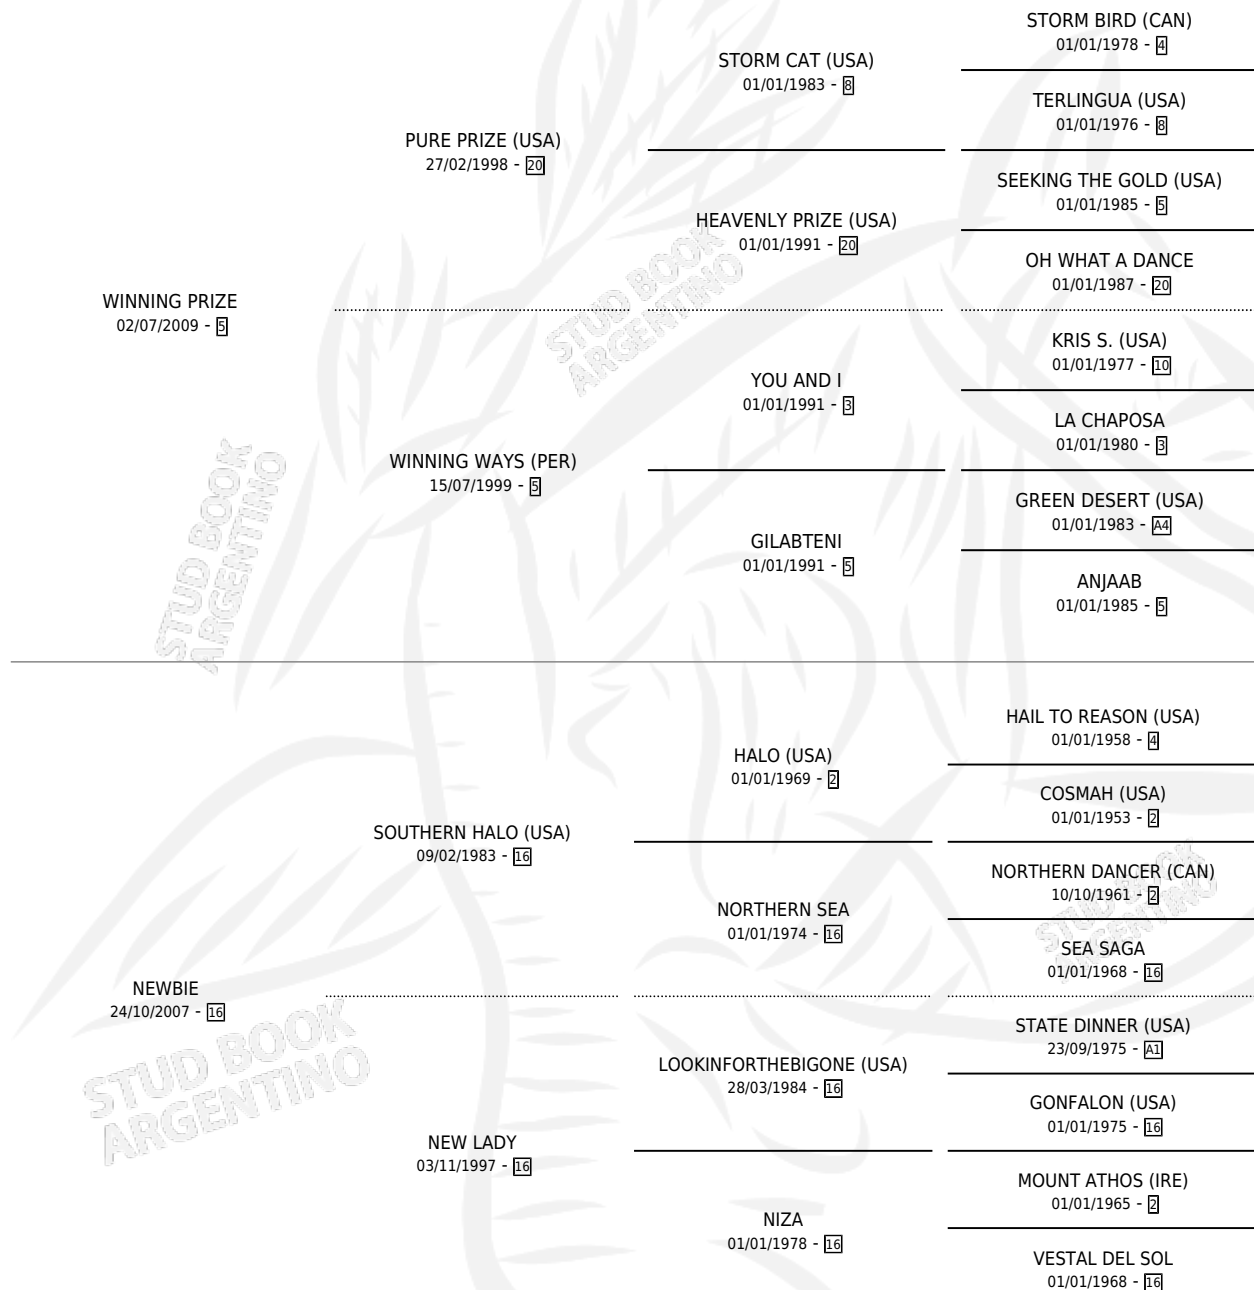 STORM BIRD (CAN)
01/01/1978 - 4
STORM CAT (USA)
01/01/1983 - 8
TERLINGUA (USA)
01/01/1976 - 8
PURE PRIZE (USA)
27/02/1998 - 20
SEEKING THE GOLD (USA)
01/01/1985 - 5
HEAVENLY PRIZE (USA)
01/01/1991 - 20
OH WHAT A DANCE
01/01/1987 - 20
WINNING PRIZE
02/07/2009 - 5
KRIS S. (USA)
01/01/1977 - 10
YOU AND I
01/01/1991 - 3
LA CHAPOSA
01/01/1980 - 3
WINNING WAYS (PER)
15/07/1999 - 5
GREEN DESERT (USA)
01/01/1983 - A4
GILABTENI
01/01/1991 - 5
ANJAAB
01/01/1985 - 5
HAIL TO REASON (USA)
01/01/1958 - 4
HALO (USA)
01/01/1969 - 2
COSMAH (USA)
01/01/1953 - 2
SOUTHERN HALO (USA)
09/02/1983 - 16
NORTHERN DANCER (CAN)
10/10/1961 - 2
NORTHERN SEA
01/01/1974 - 16
SEA SAGA
01/01/1968 - 16
NEWBIE
24/10/2007 - 16
STATE DINNER (USA)
23/09/1975 - A1
LOOKINFORTHEBIGONE (USA)
28/03/1984 - 16
GONFALON (USA)
01/01/1975 - 16
NEW LADY
03/11/1997 - 16
MOUNT ATHOS (IRE)
01/01/1965 - 2
NIZA
01/01/1978 - 16
VESTAL DEL SOL
01/01/1968 - 16
STUD BOOK
ARGENTINO
STUD BOOK
ARGENTINO
STUD BOOK
ARGENTINO
STUD BOOK
ARGENTINO